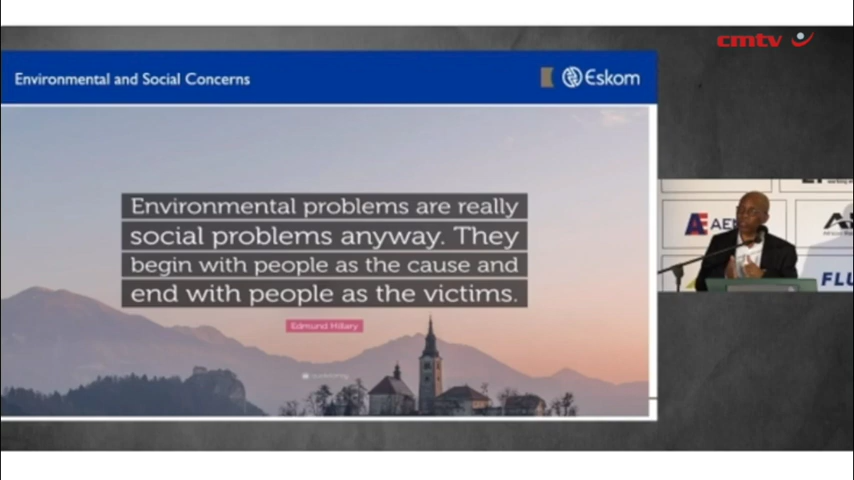 cmtv
Environmental and Social Concerns
Eskom
Environmental problems are really
social problems anyway. They
begin with people as the cause and
end with people as the victims.
Edmund Hillary
FLU